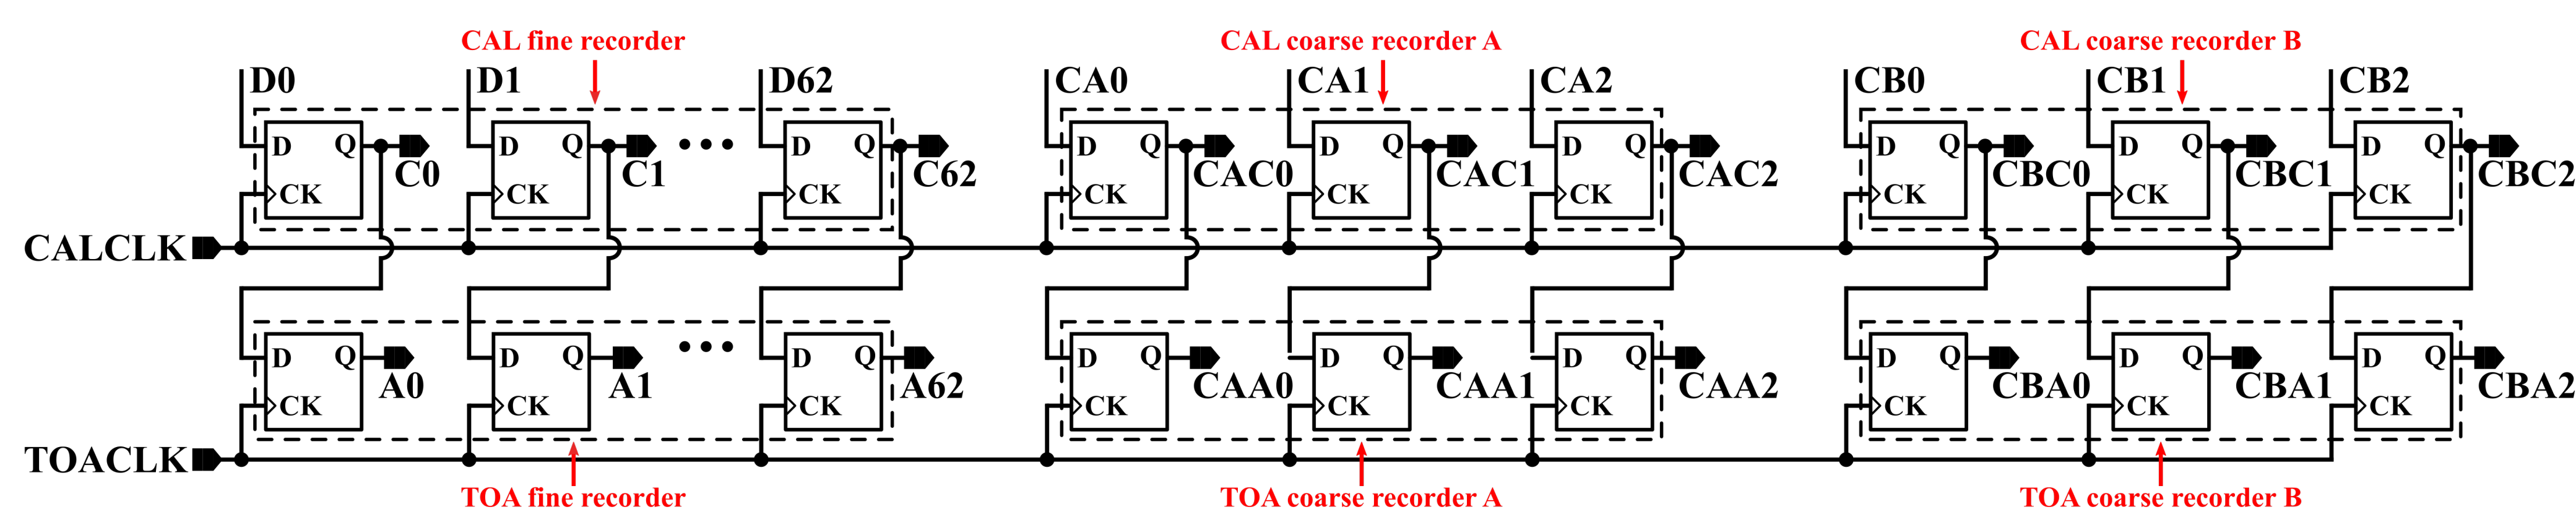 CAL fine recorder CAL coarse recorder A CAL coarse recorder B
D0 D1 D62 CA0 CA1 CA2 CB0 CB1 CB2
D Q D Q D Q D Q D Q D Q D Q D Q D Q
C0 C1 C62 CAC0 CAC1 CAC2 CBC0 CBC1 CBC2
CK CK CK CK CK CK CK CK CK
CALCLK
D Q D Q D Q D Q D Q D Q D Q D Q D Q
A0 A1 A62 CAA0 CAA1 CAA2 CBA0 CBA1 CBA2
CK CK CK CK CK CK CK CK CK
TOACLK
TOA fine recorder TOA coarse recorder A TOA coarse recorder B